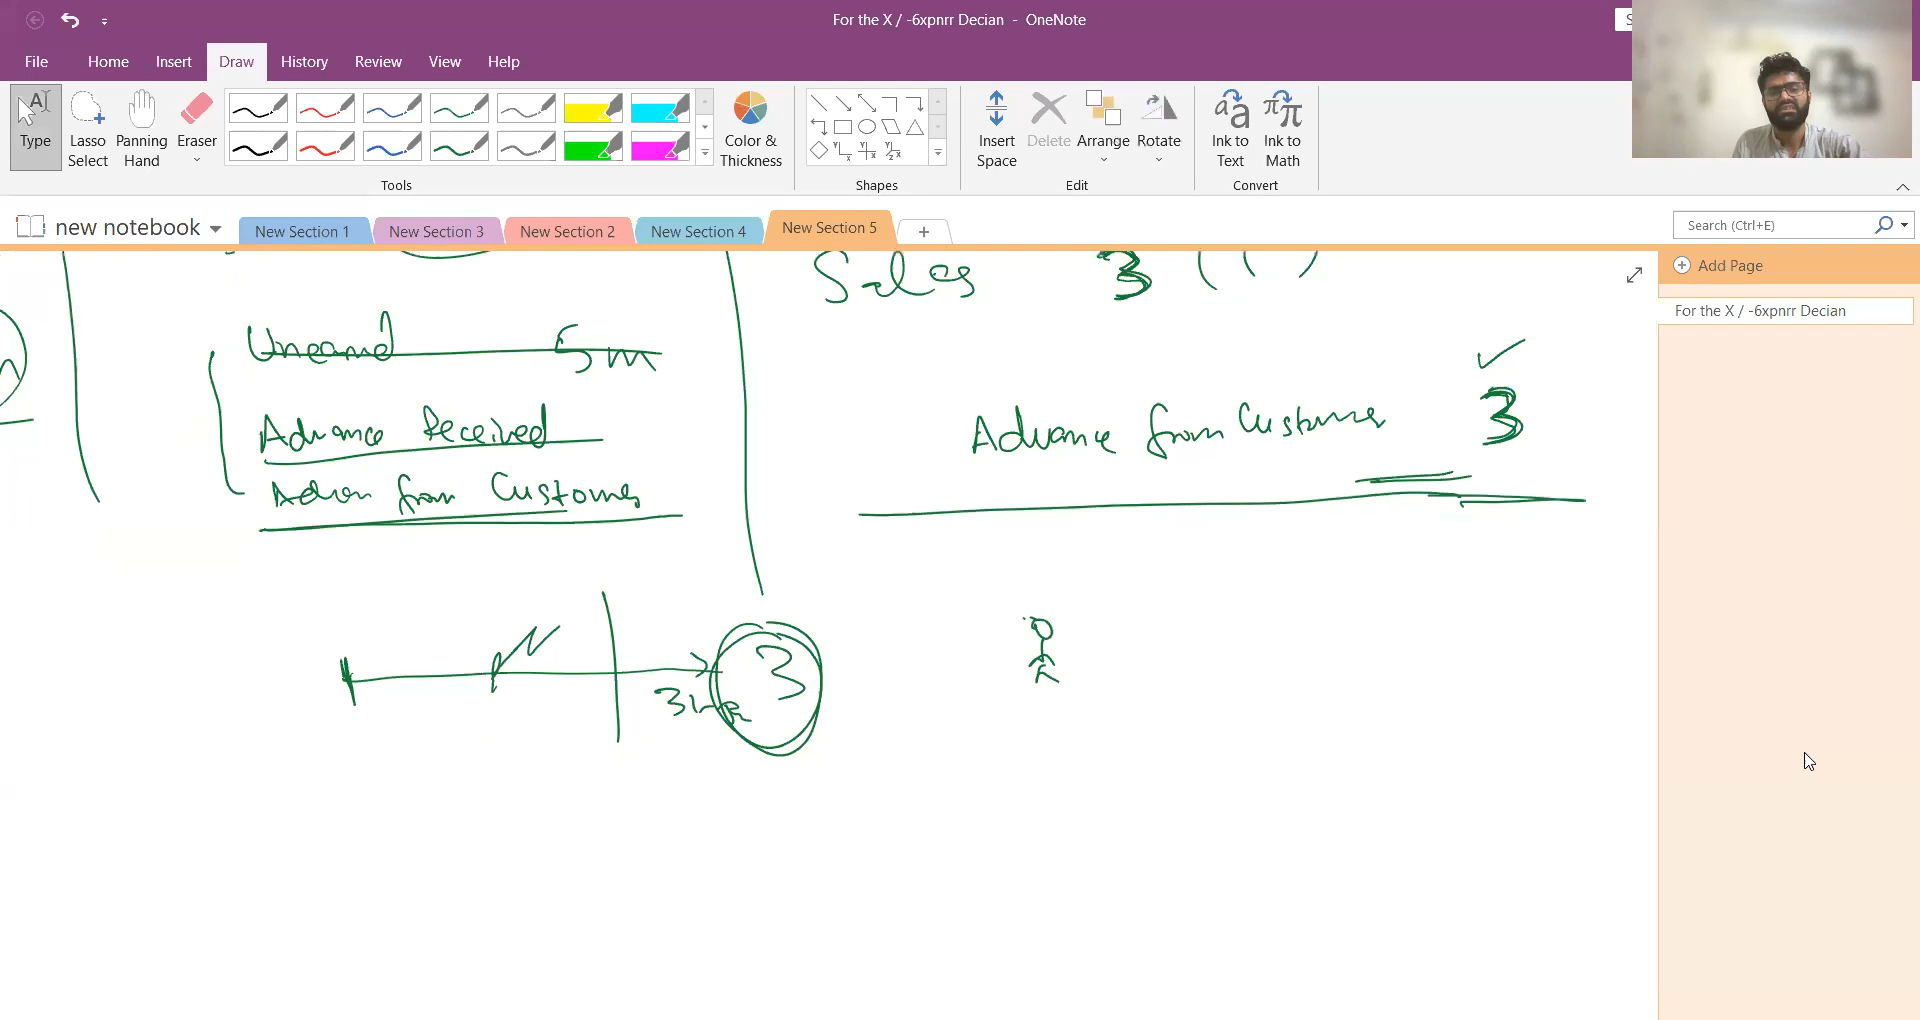 For the X / -6xpnrr Decian - OneNote
S
File Home Insert Draw History Review View Help
Type
Lasso Select
Panning Hand
Eraser
Color & Thickness
Insert Space
Delete
Arrange
Rotate
Ink to Text
Ink to Math
Tools
Shapes
Edit
Convert
new notebook
New Section 1
New Section 3
New Section 2
New Section 4
New Section 5
Search (Ctrl+E)
Add Page
For the X / -6xpnrr Decian
Sales 3
5 m
Advance Received
from Customer
Advance from Customer 3
3